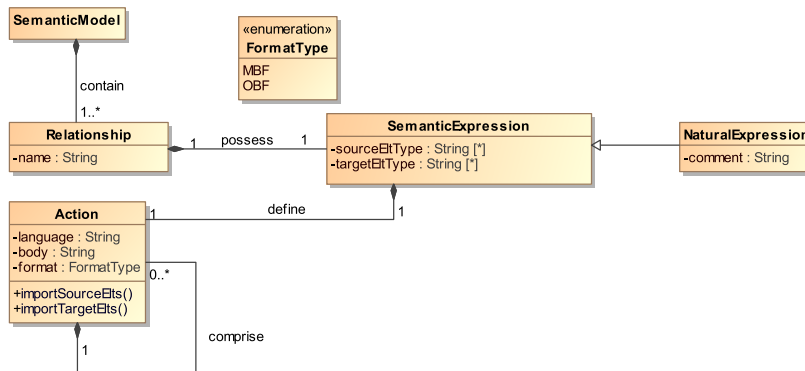 SemanticModel
contain
1..*
«enumeration»
FormatType
MBF
OBF
Relationship
-name : String
1
possess
1
SemanticExpression
-sourceEltType : String [*]
-targetEltType : String [*]
NaturalExpression
-comment : String
Action
-language : String
-body : String
-format : FormatType
+importSourceElts()
+importTargetElts()
1
define
1
0..*
comprise
1